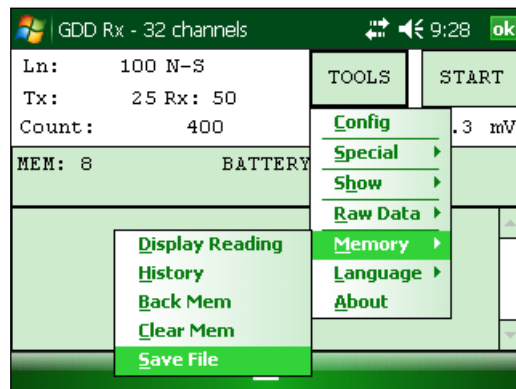 GDD Rx - 32 channels 9:28 ok
Ln: 100 N-S
Tx: 25 Rx: 50
Count: 400
TOOLS
START
.3 mV
MEM: 8 BATTERY
Config
Special
Show
Raw Data
Memory
Language
About
Display Reading
History
Back Mem
Clear Mem
Save File